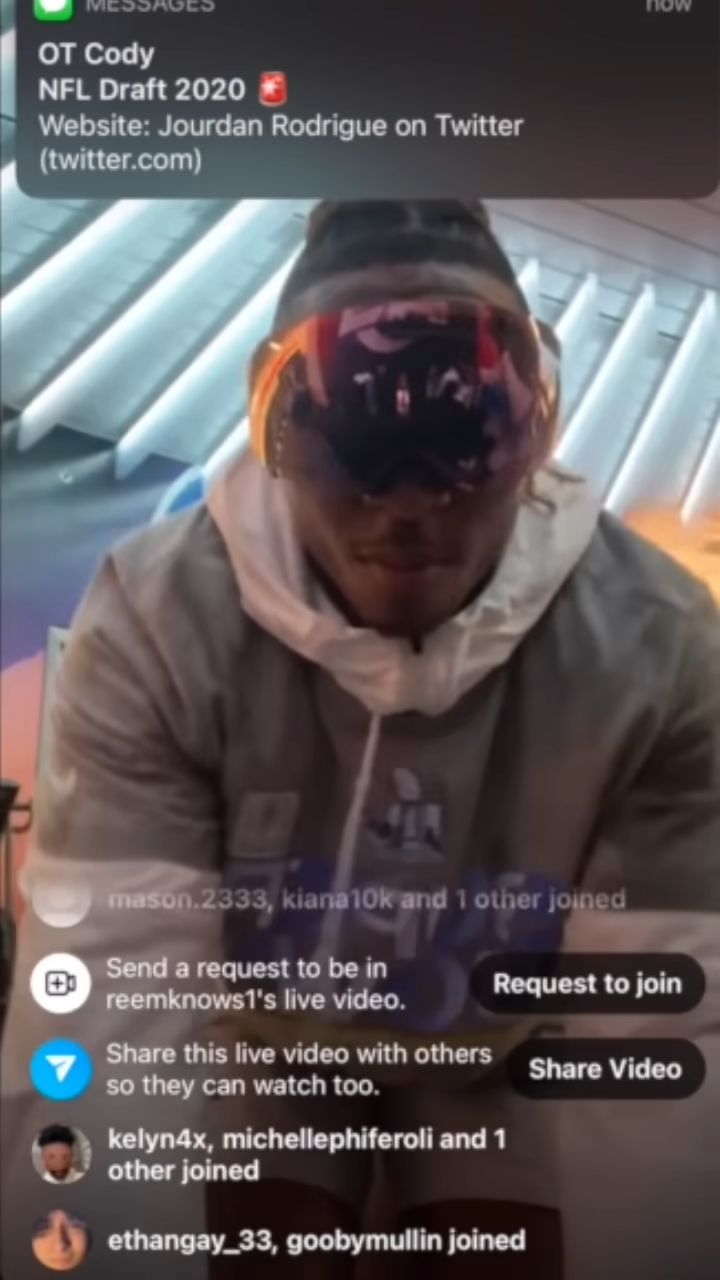 MESSAGES
now
OT Cody
NFL Draft 2020 🚨
Website: Jourdan Rodrigue on Twitter
(twitter.com)
mason.2333, kiana10k and 1 other joined
Send a request to be in
reemknows1's live video.
Request to join
Share this live video with others
so they can watch too.
Share Video
kelyn4x, michellephiferoli and 1
other joined
ethangay_33, goobymullin joined